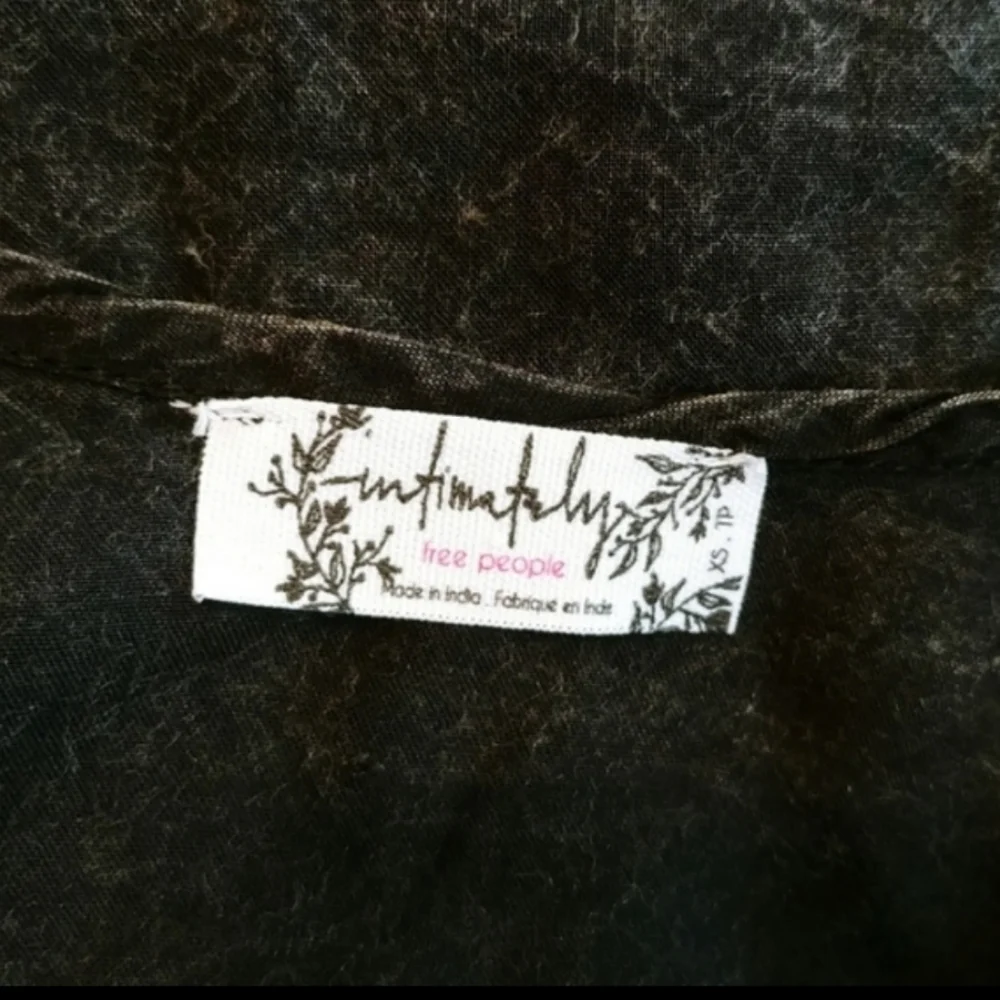 intimately
free people
Made in India . Fabriqué en Inde
XS . TP